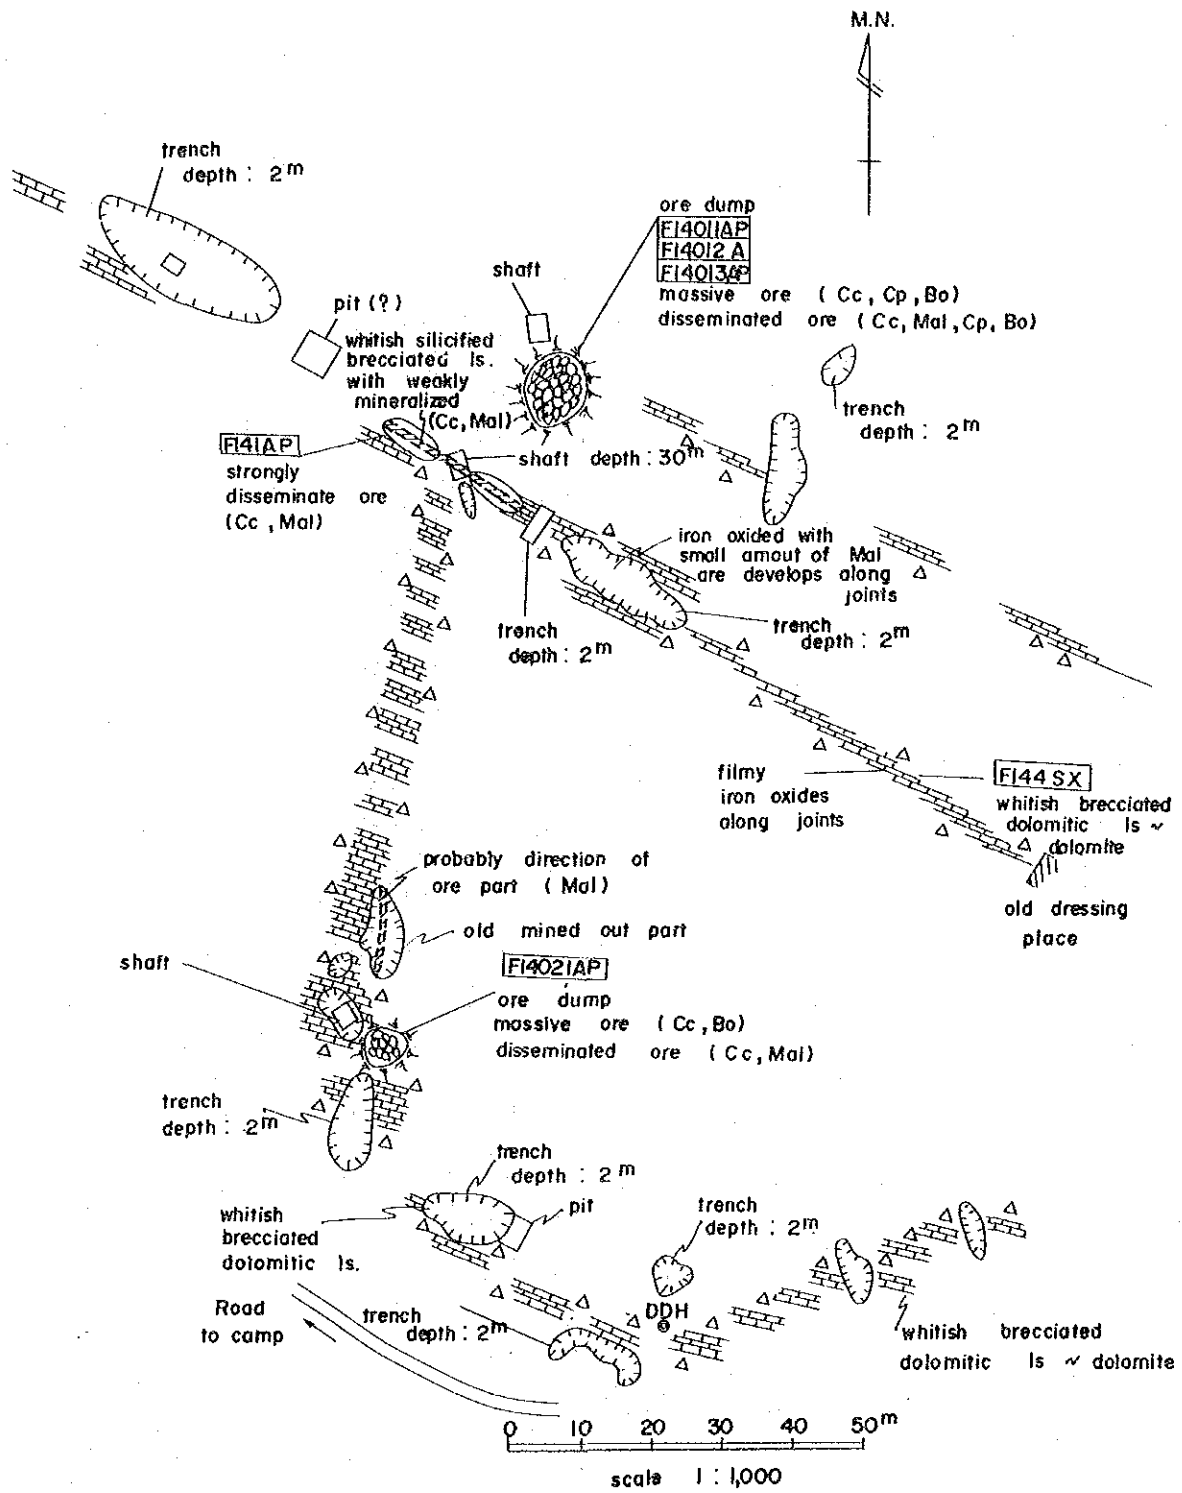 M.N.
trench
depth : 2m
ore dump
F14011AP
F14012 A
F14013AP
massive ore ( Cc, Cp, Bo)
disseminated ore ( Cc, Mal, Cp, Bo)
shaft
pit (?)
whitish silicified
brecciated ls.
with weakly
mineralized
(Cc, Mal)
trench
depth : 2m
F141AP
strongly
disseminate ore
(Cc, Mal)
shaft depth : 30m
iron oxided with
small amout of Mal
are develops along
joints
trench
depth : 2m
trench
depth : 2m
filmy
iron oxides
along joints
F144 SX
whitish brecciated
dolomitic ls ~
dolomite
old dressing
place
probably direction of
ore part ( Mal)
old mined out part
shaft
F14021AP
ore dump
massive ore ( Cc, Bo)
disseminated ore ( Cc, Mal)
trench
depth : 2m
trench
depth : 2m
pit
whitish
brecciated
dolomitic ls.
trench
depth : 2m
DDH
Road
to camp
trench
depth : 2m
whitish brecciated
dolomitic ls ~ dolomite
0 10 20 30 40 50m
scale 1 : 1,000